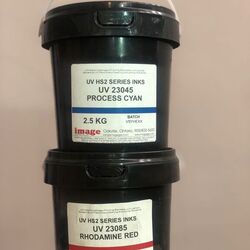 UV HS2 SERIES INKS
UV 23045
PROCESS CYAN
2.5 KG
BATCH
image
UV HS2 SERIES INKS
UV 23085
RHODAMINE RED